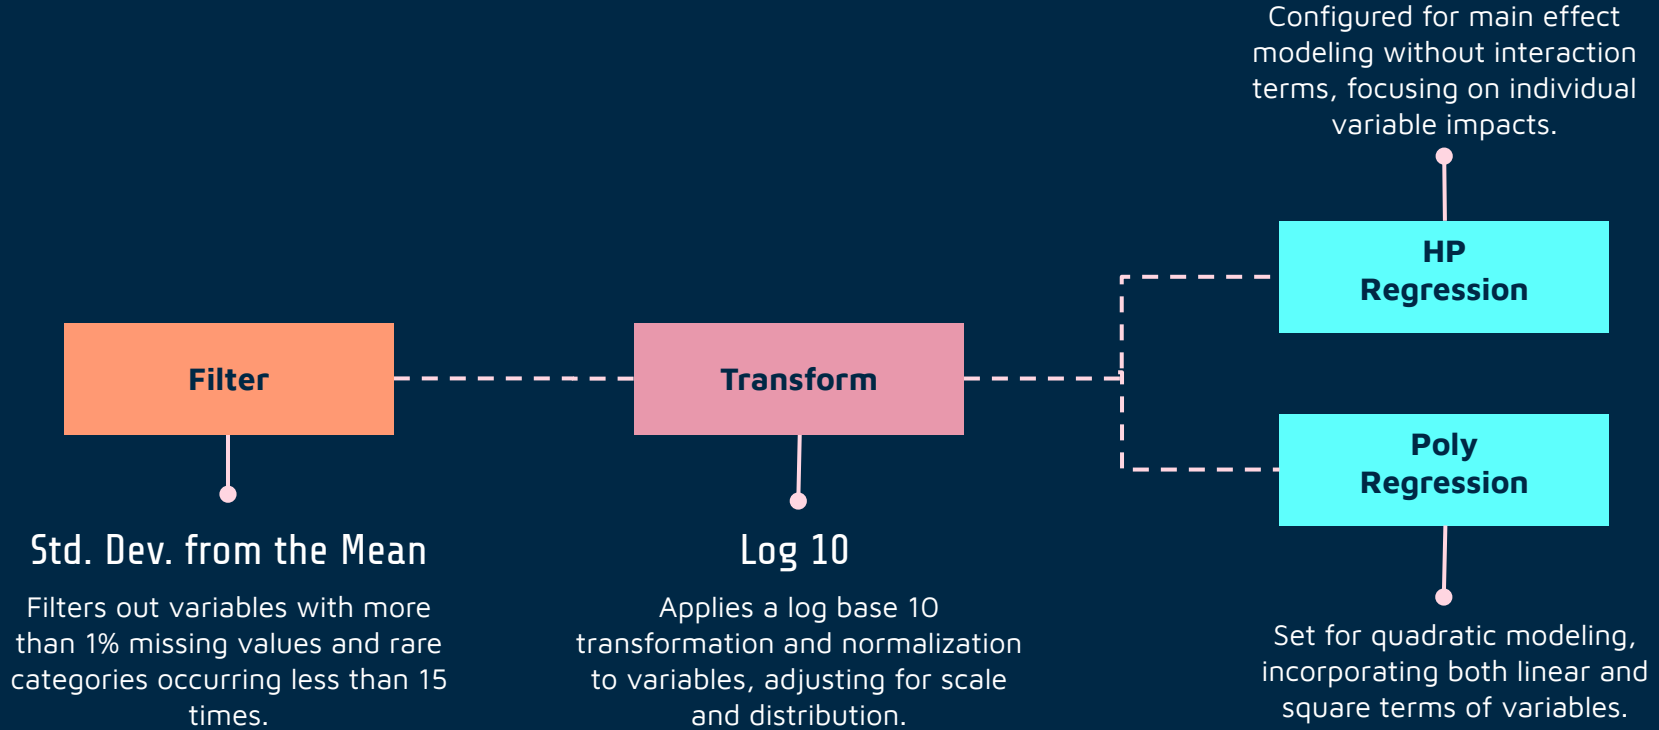 Configured for main effect
modeling without interaction
terms, focusing on individual
variable impacts.
HP
Regression
Filter
Transform
Poly
Regression
Std. Dev. from the Mean
Filters out variables with more
than 1% missing values and rare
categories occurring less than 15
times.
Log 10
Applies a log base 10
transformation and normalization
to variables, adjusting for scale
and distribution.
Set for quadratic modeling,
incorporating both linear and
square terms of variables.